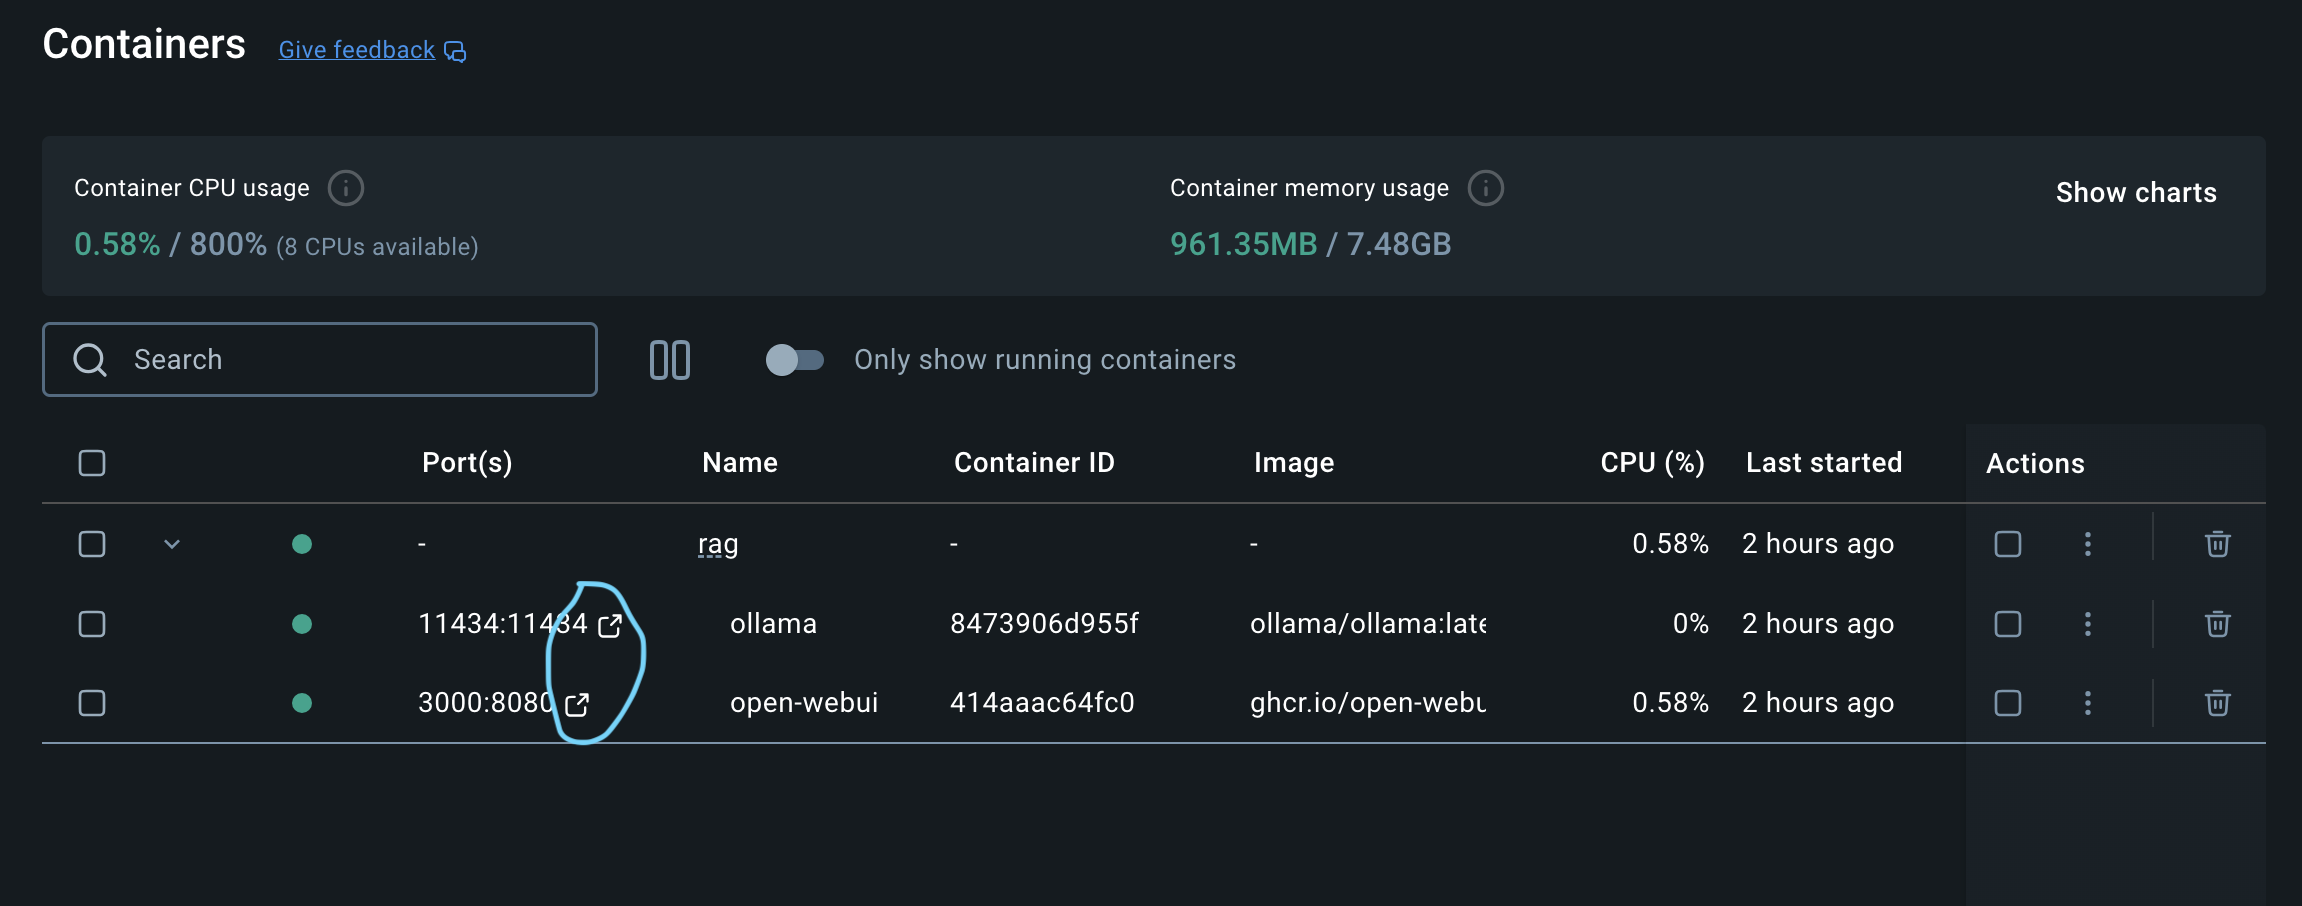 Containers Give feedback
Container CPU usage
0.58% / 800% (8 CPUs available)
Container memory usage
961.35MB / 7.48GB
Show charts
Search
Only show running containers
Port(s) Name Container ID Image CPU (%) Last started Actions
- rag - - 0.58% 2 hours ago
11434:11434 ollama 8473906d955f ollama/ollama:late 0% 2 hours ago
3000:8080 open-webui 414aaac64fc0 ghcr.io/open-webu 0.58% 2 hours ago